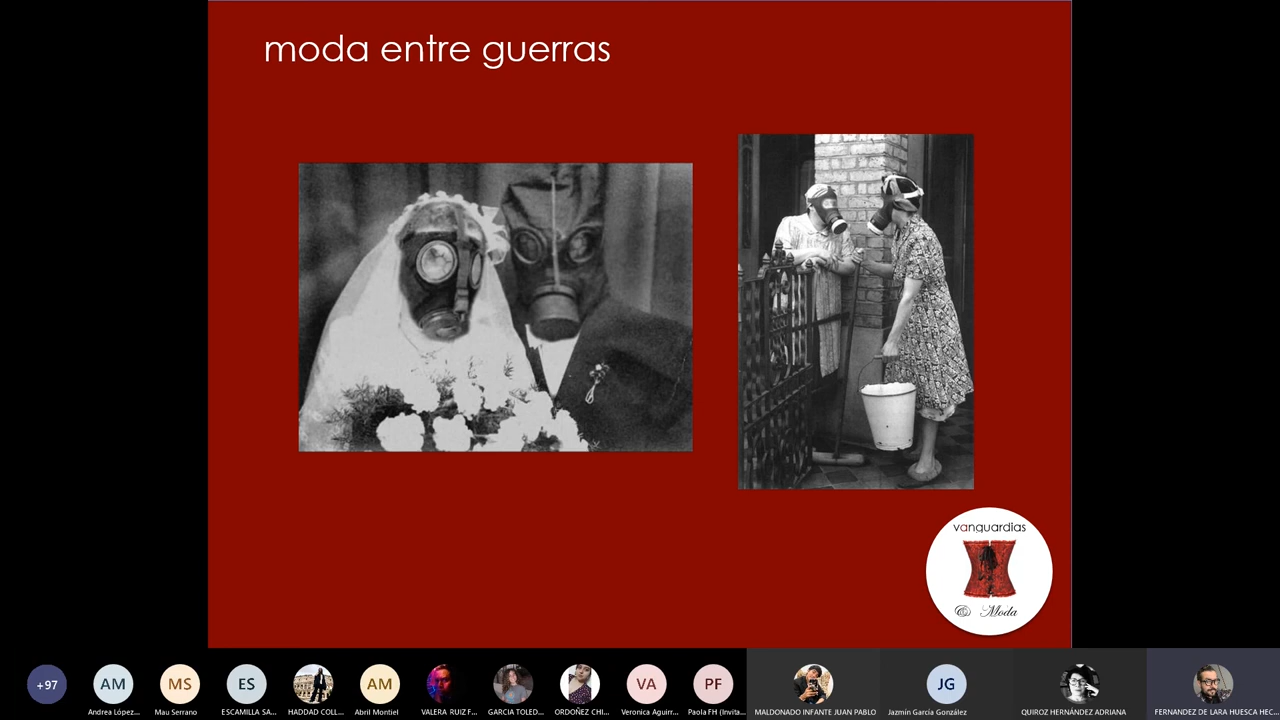 moda entre guerras
vanguardias
& Moda
+97
AM
MS
ES
AM
VA
PF
JG
Andrea López...
Mau Serrano
ESCAMILLA SA...
HADDAD COLL...
Abril Montiel
VALERA RUIZ F...
GARCIA TOLED...
ORDOÑEZ CHI...
Veronica Aguirr...
Paola FH (Invita...
MALDONADO INFANTE JUAN PABLO
Jazmín García González
QUIROZ HERNÁNDEZ ADRIANA
FERNANDEZ DE LARA HUESCA HEC...